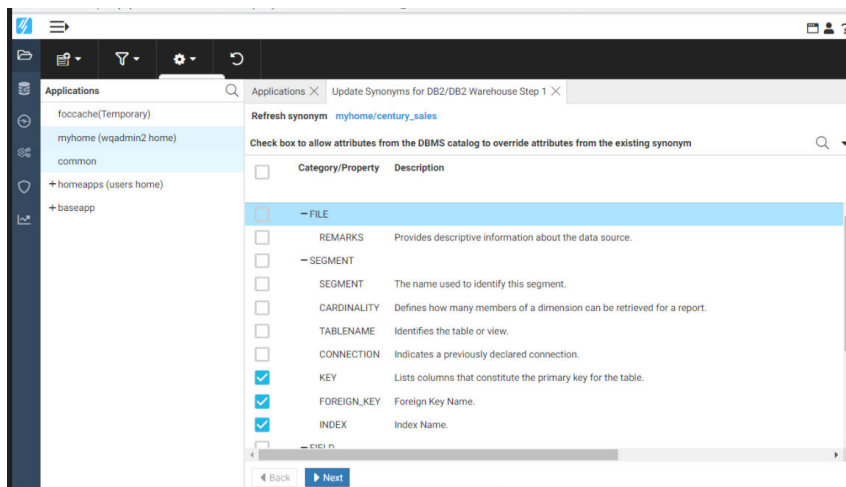 Applications
foccache(Temporary)
myhome (wqadmin2 home)
common
+homeapps (users home)
+baseapp
Applications Update Synonyms for DB2/DB2 Warehouse Step 1
Refresh synonym myhome/century_sales
Check box to allow attributes from the DBMS catalog to override attributes from the existing synonym
Category/Property Description
FILE
REMARKS Provides descriptive information about the data source.
SEGMENT
SEGMENT The name used to identify this segment.
CARDINALITY Defines how many members of a dimension can be retrieved for a report.
TABLENAME Identifies the table or view.
CONNECTION Indicates a previously declared connection.
KEY Lists columns that constitute the primary key for the table.
FOREIGN_KEY Foreign Key Name.
INDEX Index Name.
FIELD
Back Next